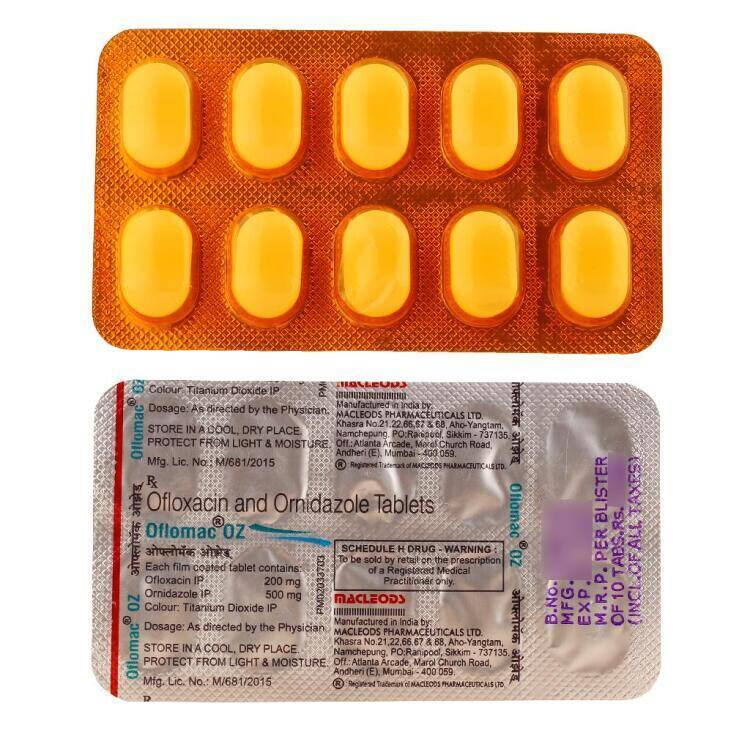 Colour: Titanium Dioxide IP
Dosage: As directed by the Physician.
STORE IN A COOL, DRY PLACE.
PROTECT FROM LIGHT & MOISTURE.
Mfg. Lic. No.: M/681/2015
Oflomac® OZ
MACLEODS
Manufactured in India by:
MACLEODS PHARMACEUTICALS LTD.
Khasra No.21,22,66,67 & 68, Aho-Yangtam,
Namchepung, PO:Ranipool, Sikkim - 737135.
Off.: Atlanta Arcade, Marol Church Road,
Andheri (E), Mumbai - 400 059.
® Registered Trademark of MACLEODS PHARMACEUTICALS LTD.
Rx
Ofloxacin and Ornidazole Tablets
Oflomac® OZ
ओफ्लोमॅक ओझेड
Each film coated tablet contains:
Ofloxacin IP 200 mg
Ornidazole IP 500 mg
Colour: Titanium Dioxide IP
Dosage: As directed by the Physician.
STORE IN A COOL, DRY PLACE.
PROTECT FROM LIGHT & MOISTURE.
Mfg. Lic. No.: M/681/2015
SCHEDULE H DRUG - WARNING :
To be sold by retail on the prescription
of a Registered Medical
Practitioner only.
MACLEODS
Manufactured in India by:
MACLEODS PHARMACEUTICALS LTD.
Khasra No.21,22,66,67 & 68, Aho-Yangtam,
Namchepung, PO:Ranipool, Sikkim - 737135.
Off.: Atlanta Arcade, Marol Church Road,
Andheri (E), Mumbai - 400 059.
® Registered Trademark of MACLEODS PHARMACEUTICALS LTD.
Rx
PMD2033703
ओफ्लोमॅक ओझेड
Oflomac® OZ
Oflomac® OZ
ओफ्लोमॅक ओझेड
ओफ्लोमॅक ओझेड
B.No.
MFG.
EXP.
M.R.P. PER BLISTER
OF 10 TABS.RS.
(INCL.OF ALL TAXES)